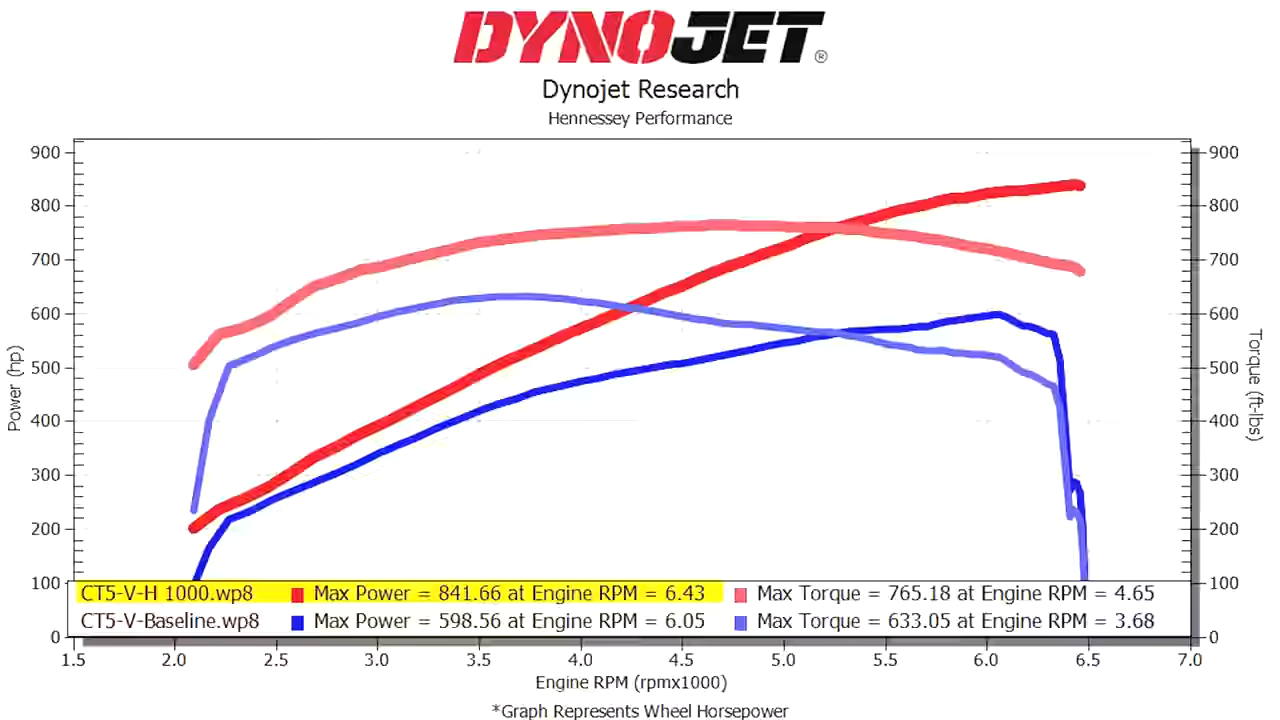 DYNOJET®
Dynojet Research
Hennessey Performance
900 900
800 800
700 700
600 600
500 500
400 400
300 300
200 200
100 100
0 0
Power (hp)
Torque (ft-lbs)
CT5-V-H 1000.wp8 Max Power = 841.66 at Engine RPM = 6.43 Max Torque = 765.18 at Engine RPM = 4.65
CT5-V-Baseline.wp8 Max Power = 598.56 at Engine RPM = 6.05 Max Torque = 633.05 at Engine RPM = 3.68
1.5 2.0 2.5 3.0 3.5 4.0 4.5 5.0 5.5 6.0 6.5 7.0
Engine RPM (rpmx1000)
*Graph Represents Wheel Horsepower